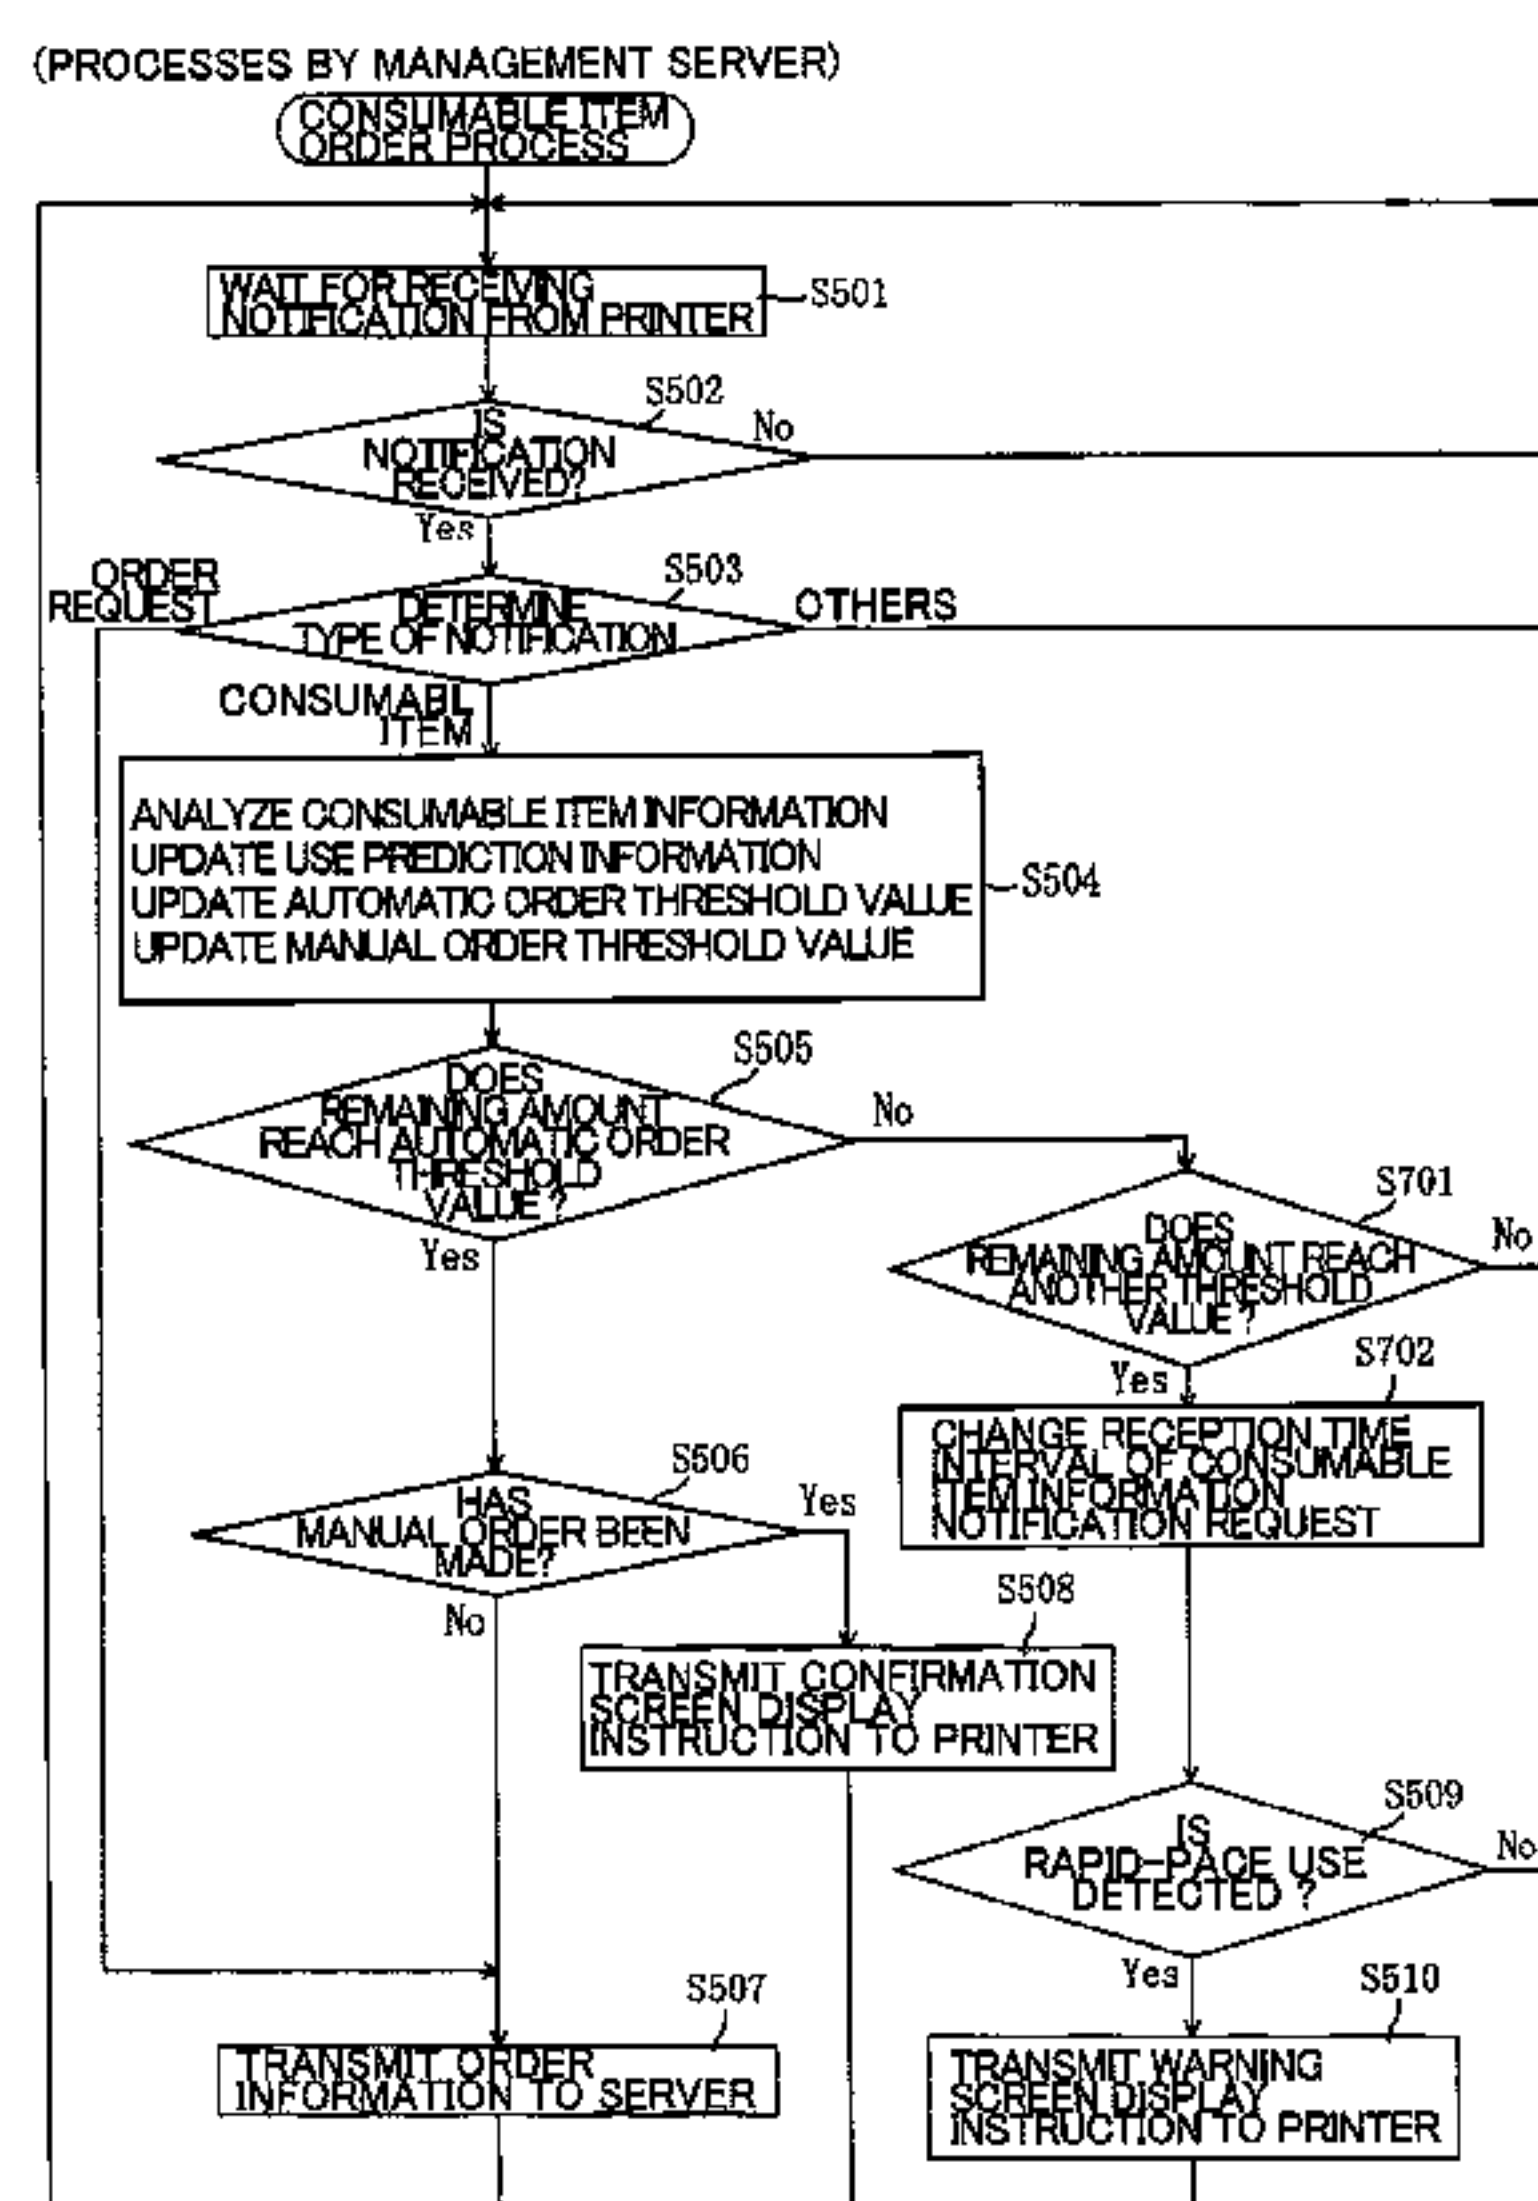 (PROCESSES BY MANAGEMENT SERVER)
CONSUMABLE ITEM
ORDER PROCESS
WAIT FOR RECEIVING
NOTIFICATION FROM PRINTER
S501
S502
IS
NOTIFICATION
RECEIVED?
No
Yes
ORDER
REQUEST
S503
DETERMINE
TYPE OF NOTIFICATION
OTHERS
CONSUMABL
ITEM
ANALYZE CONSUMABLE ITEM INFORMATION
UPDATE USE PREDICTION INFORMATION
UPDATE AUTOMATIC ORDER THRESHOLD VALUE
UPDATE MANUAL ORDER THRESHOLD VALUE
S504
S505
DOES
REMAINING AMOUNT
REACH AUTOMATIC ORDER
THRESHOLD
VALUE ?
No
Yes
S701
DOES
REMAINING AMOUNT REACH
ANOTHER THRESHOLD
VALUE ?
No
Yes
S702
CHANGE RECEPTION TIME
INTERVAL OF CONSUMABLE
ITEM INFORMATION
NOTIFICATION REQUEST
S506
HAS
MANUAL ORDER BEEN
MADE?
Yes
No
S508
TRANSMIT CONFIRMATION
SCREEN DISPLAY
INSTRUCTION TO PRINTER
S509
IS
RAPID-PACE USE
DETECTED ?
No
Yes
S507
TRANSMIT ORDER
INFORMATION TO SERVER
S510
TRANSMIT WARNING
SCREEN DISPLAY
INSTRUCTION TO PRINTER